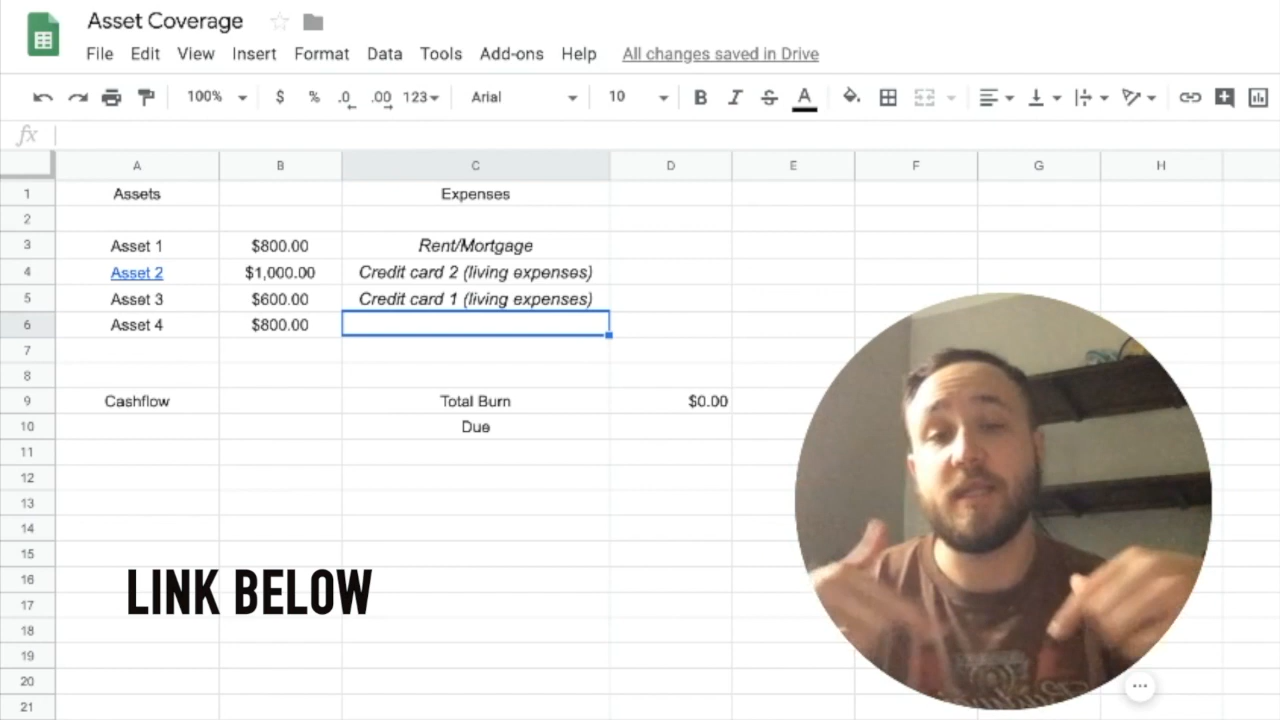 Asset Coverage
File Edit View Insert Format Data Tools Add-ons Help All changes saved in Drive
100% $ % .0 .00 123 Arial 10 B I S A
fx
A B C D E F G H
1 Assets Expenses
2
3 Asset 1 $800.00 Rent/Mortgage
4 Asset 2 $1,000.00 Credit card 2 (living expenses)
5 Asset 3 $600.00 Credit card 1 (living expenses)
6 Asset 4 $800.00
7
8
9 Cashflow Total Burn $0.00
10 Due
11
12
13
14
15
16
LINK BELOW
17
18
19
20
21